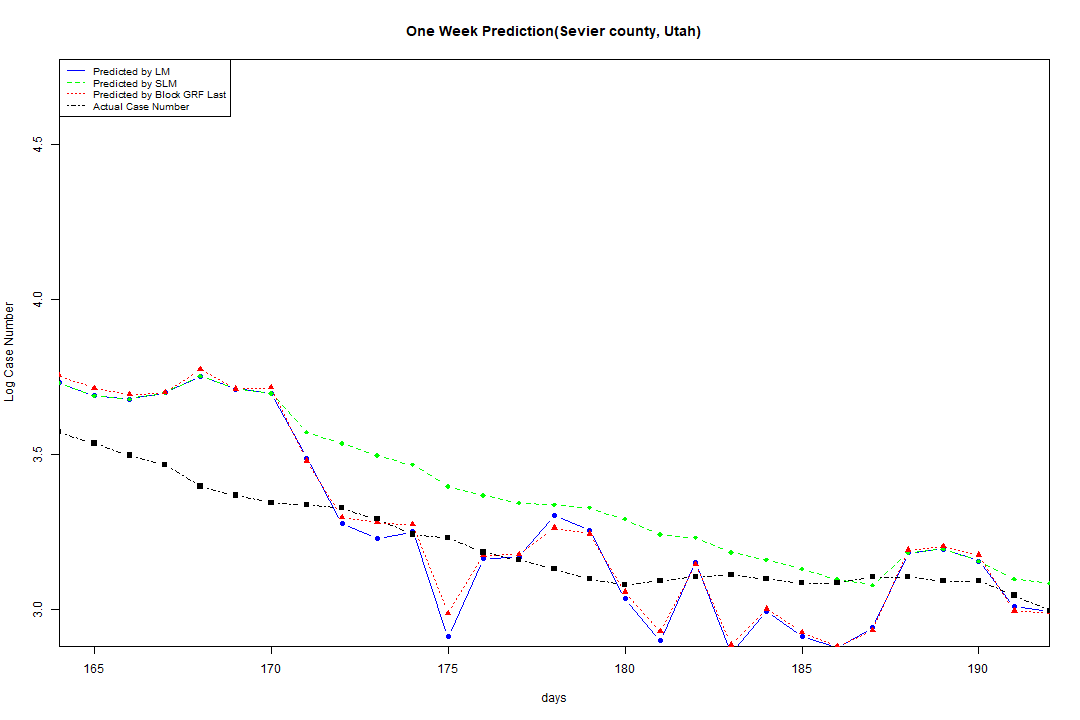 One Week Prediction(Sevier county, Utah)
Predicted by LM
Predicted by SLM
Predicted by Block GRF Last
Actual Case Number
4.5
4.0
3.5
3.0
Log Case Number
165 170 175 180 185 190
days